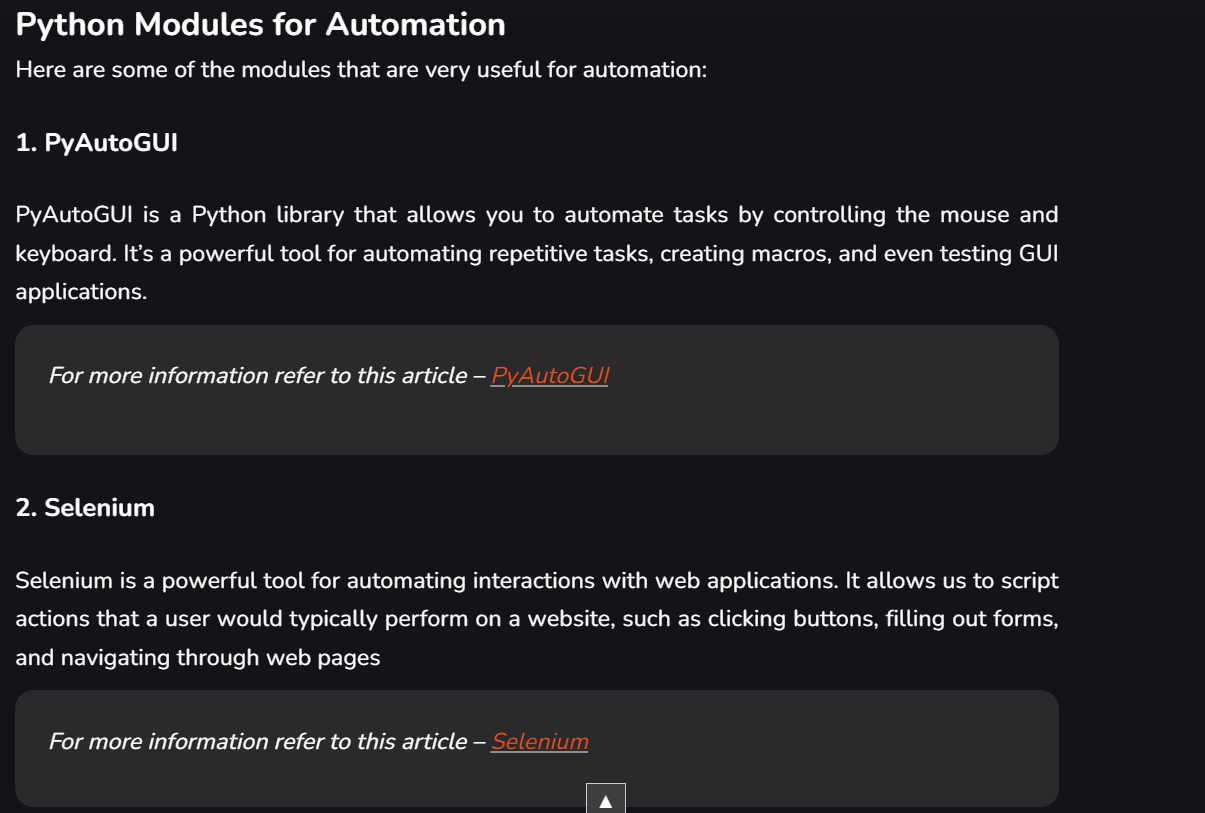 Python Modules for Automation
Here are some of the modules that are very useful for automation:
1. PyAutoGUI
PyAutoGUI is a Python library that allows you to automate tasks by controlling the mouse and
keyboard. It’s a powerful tool for automating repetitive tasks, creating macros, and even testing GUI
applications.
For more information refer to this article – PyAutoGUI
2. Selenium
Selenium is a powerful tool for automating interactions with web applications. It allows us to script
actions that a user would typically perform on a website, such as clicking buttons, filling out forms,
and navigating through web pages
For more information refer to this article – Selenium